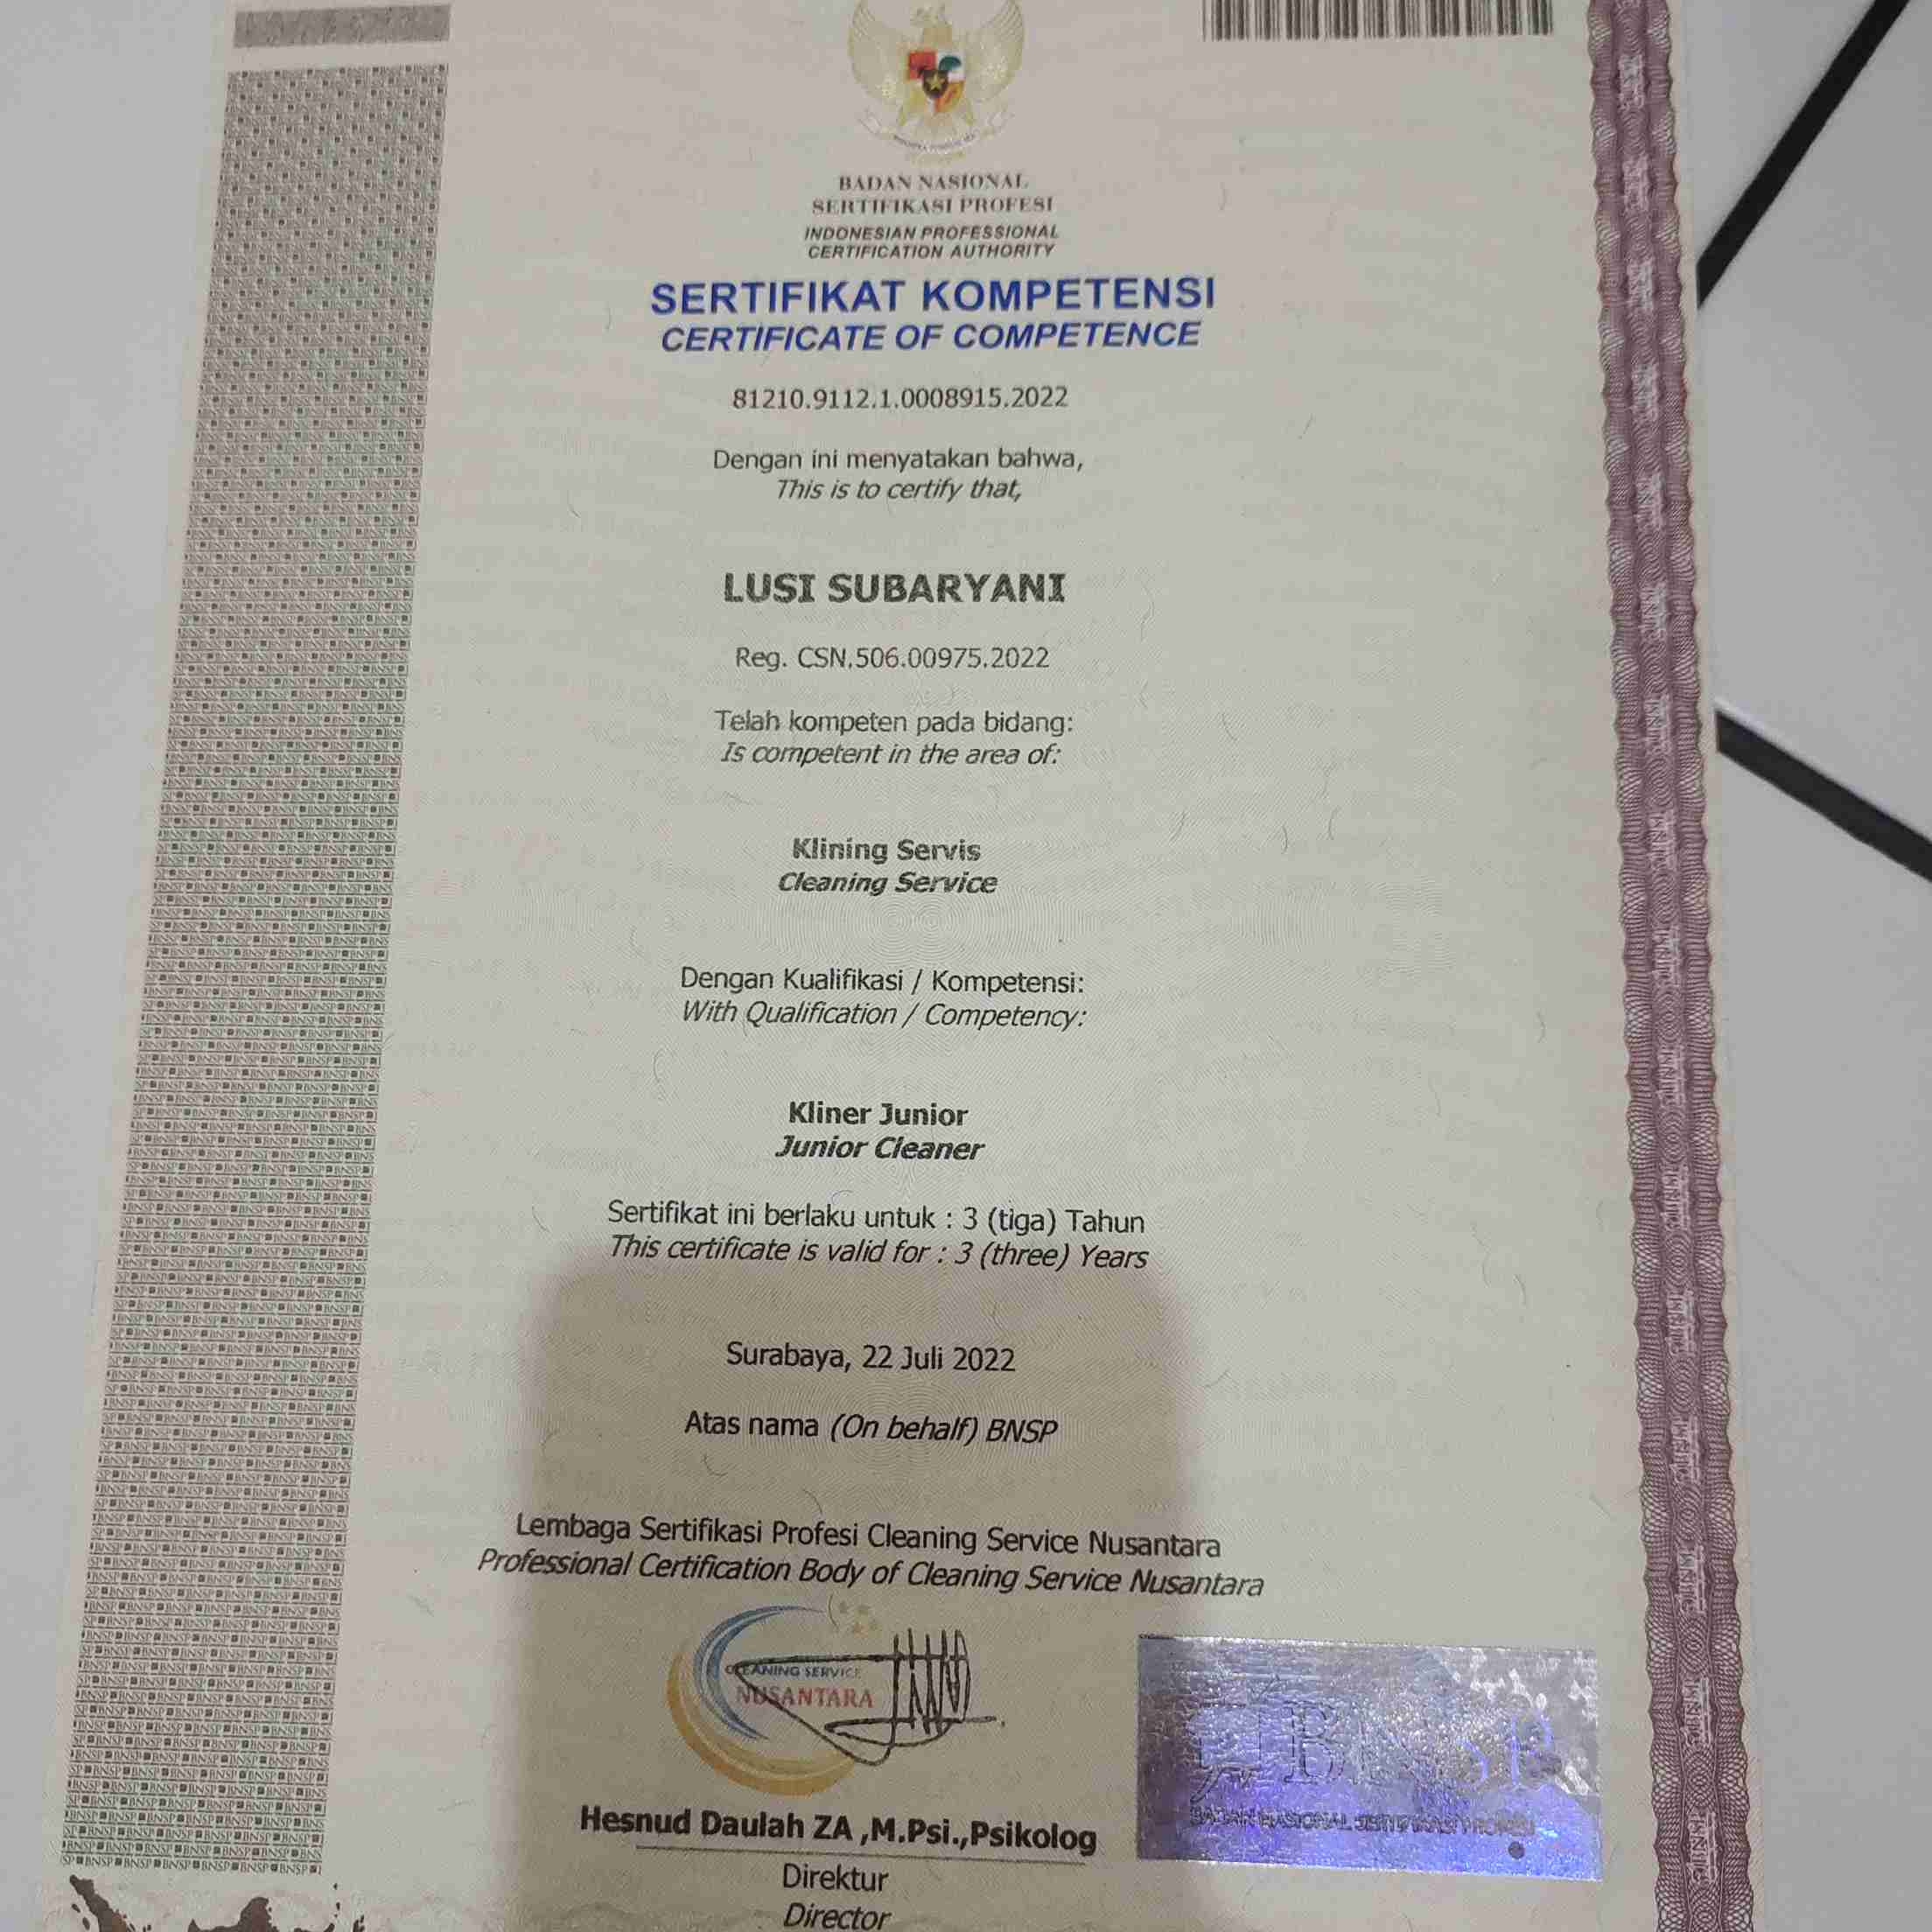 BADAN NASIONAL
SERTIFIKASI PROFESI
INDONESIAN PROFESSIONAL
CERTIFICATION AUTHORITY
SERTIFIKAT KOMPETENSI
CERTIFICATE OF COMPETENCE
81210.9112.1.0008915.2022
Dengan ini menyatakan bahwa,
This is to certify that,
LUSI SUBARYANI
Reg. CSN.506.00975.2022
Telah kompeten pada bidang:
Is competent in the area of:
Klining Servis
Cleaning Service
Dengan Kualifikasi / Kompetensi:
With Qualification / Competency:
Kliner Junior
Junior Cleaner
Sertifikat ini berlaku untuk : 3 (tiga) Tahun
This certificate is valid for : 3 (three) Years
Surabaya, 22 Juli 2022
Atas nama (On behalf) BNSP
Lembaga Sertifikasi Profesi Cleaning Service Nusantara
Professional Certification Body of Cleaning Service Nusantara
CLEANING SERVICE
NUSANTARA
BNSP
BADAN NASIONAL SERTIFIKASI PROFESI
Hesnud Daulah ZA ,M.Psi.,Psikolog
Direktur
Director